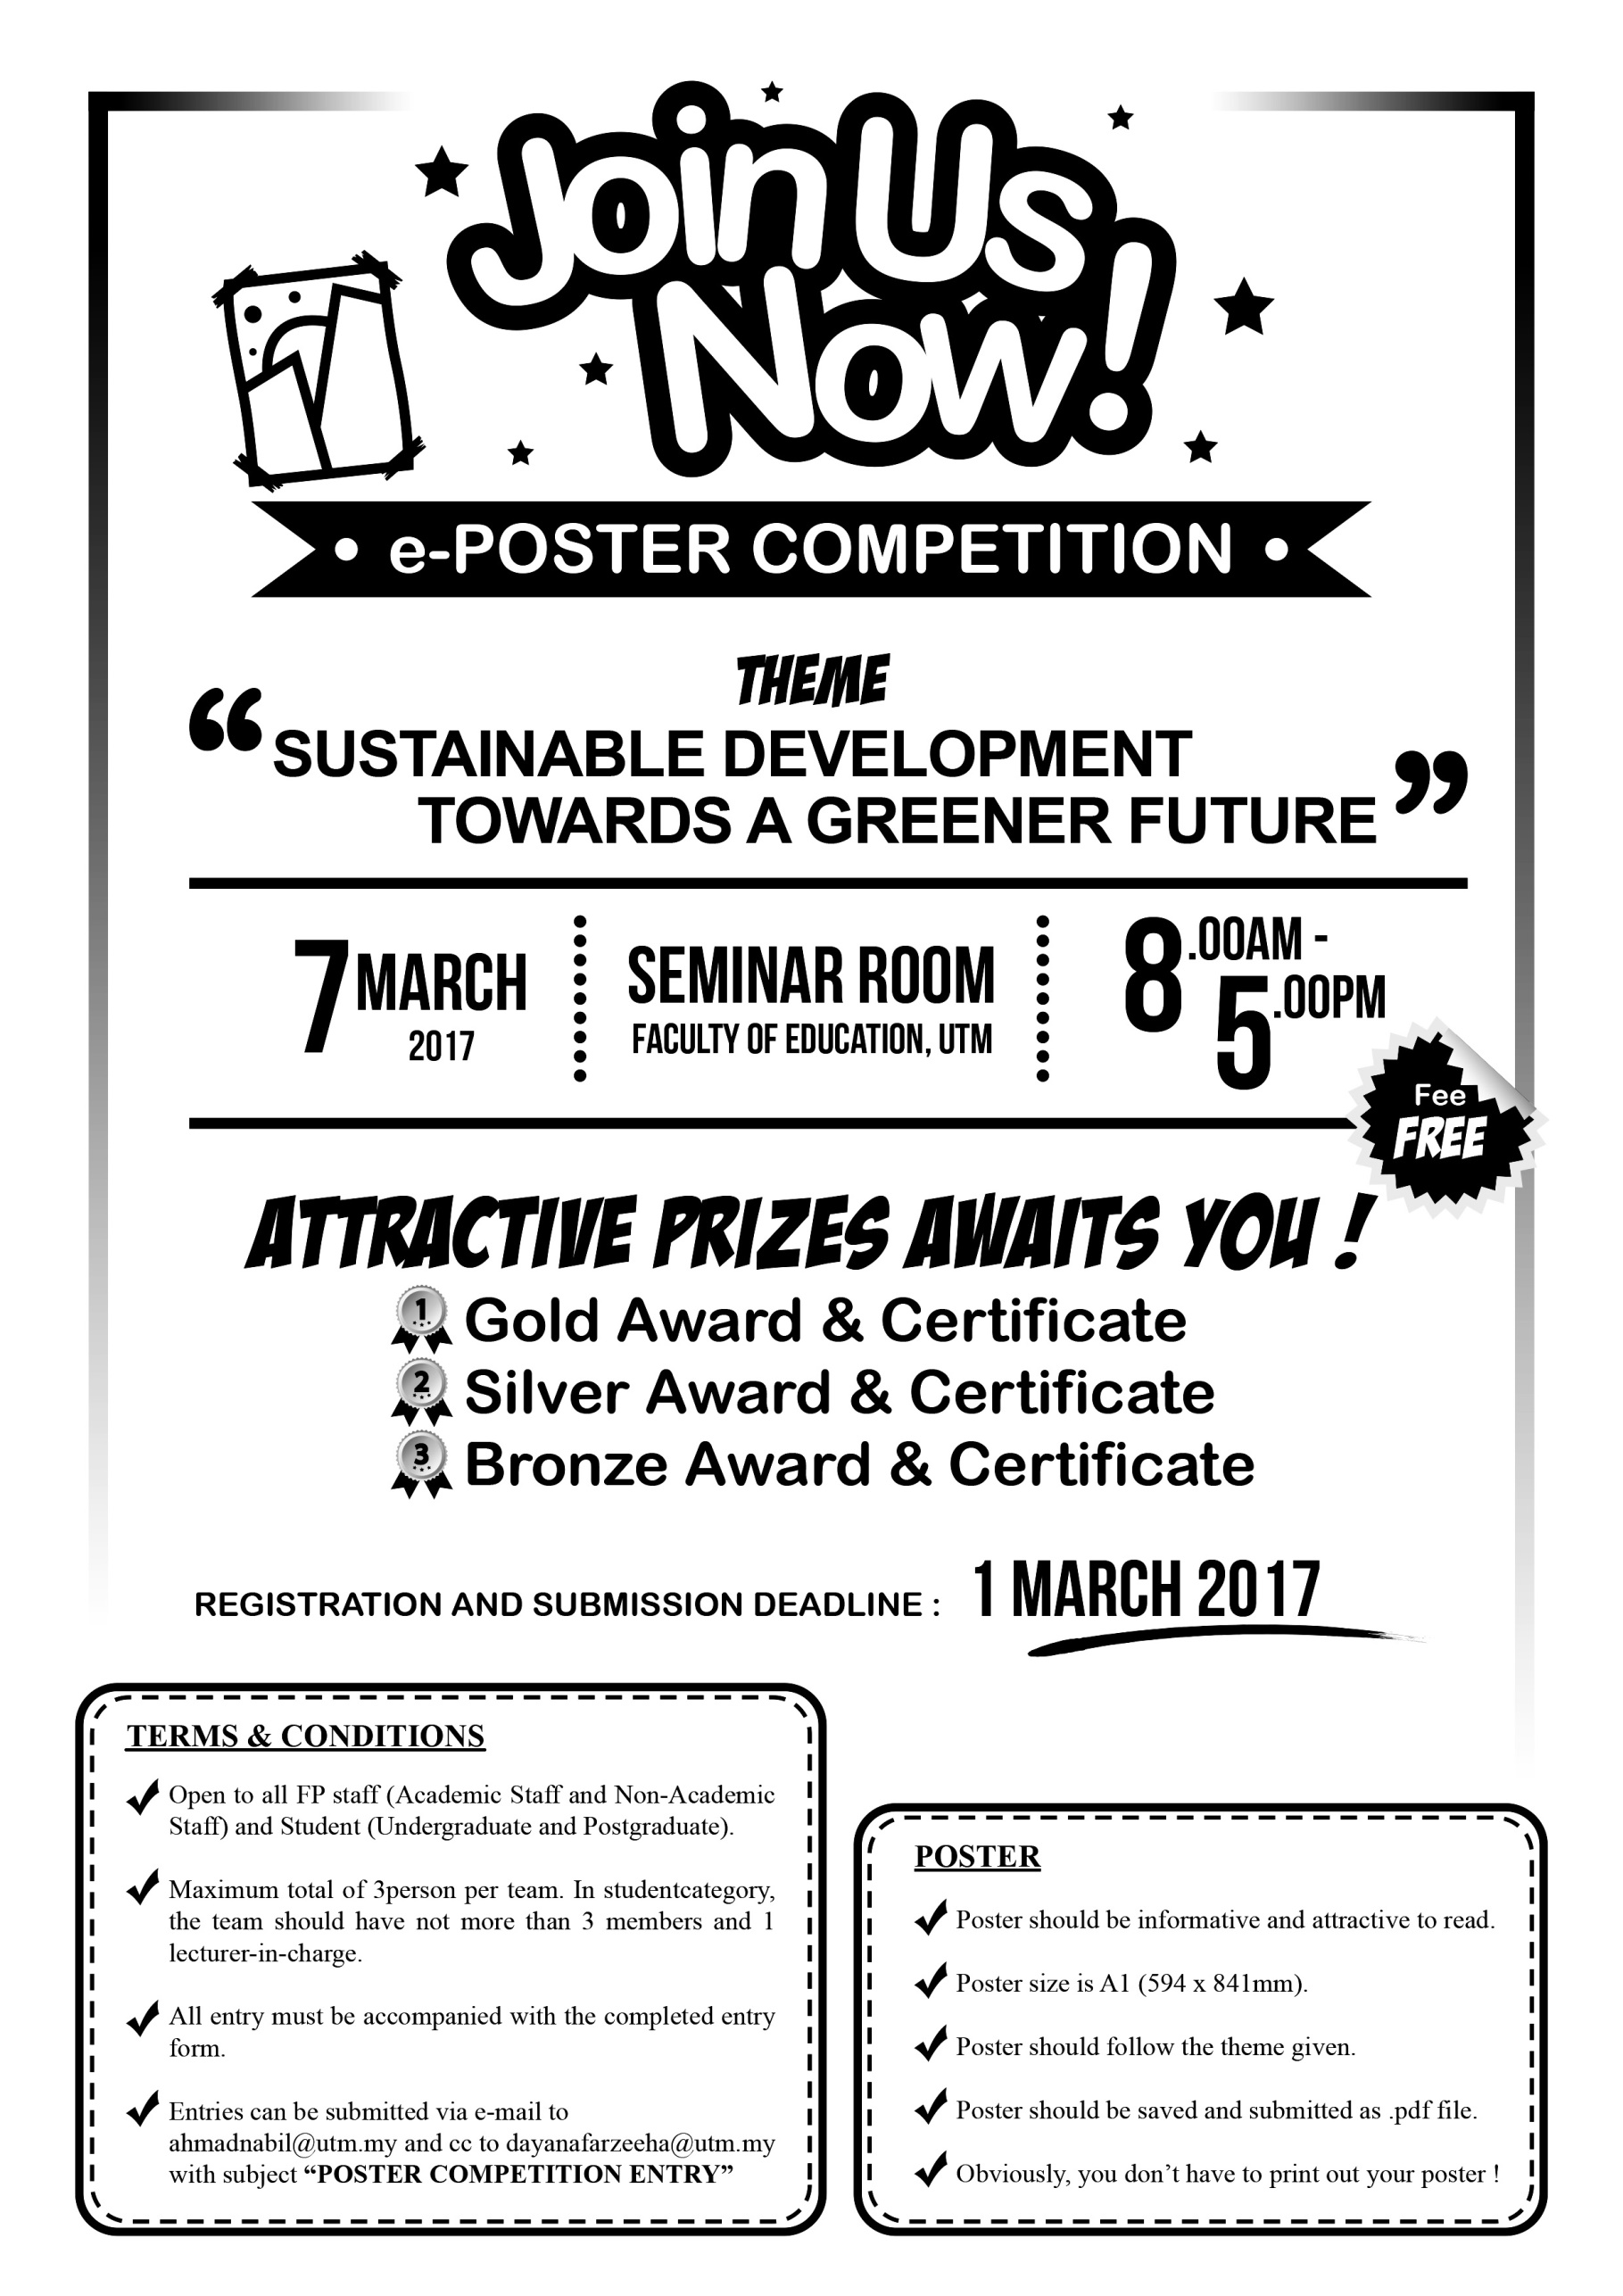 Join Us
Now!
• e-POSTER COMPETITION •
THEME
“SUSTAINABLE DEVELOPMENT
TOWARDS A GREENER FUTURE”
7 MARCH
2017
SEMINAR ROOM
FACULTY OF EDUCATION, UTM
8.00AM -
5.00PM
Fee
FREE
ATTRACTIVE PRIZES AWAITS YOU !
1 Gold Award & Certificate
2 Silver Award & Certificate
3 Bronze Award & Certificate
REGISTRATION AND SUBMISSION DEADLINE : 1 MARCH 2017
TERMS & CONDITIONS
Open to all FP staff (Academic Staff and Non-Academic
Staff) and Student (Undergraduate and Postgraduate).
Maximum total of 3person per team. In studentcategory,
the team should have not more than 3 members and 1
lecturer-in-charge.
All entry must be accompanied with the completed entry
form.
Entries can be submitted via e-mail to
ahmadnabil@utm.my and cc to dayanafarzeeha@utm.my
with subject “POSTER COMPETITION ENTRY”
POSTER
Poster should be informative and attractive to read.
Poster size is A1 (594 x 841mm).
Poster should follow the theme given.
Poster should be saved and submitted as .pdf file.
Obviously, you don’t have to print out your poster !